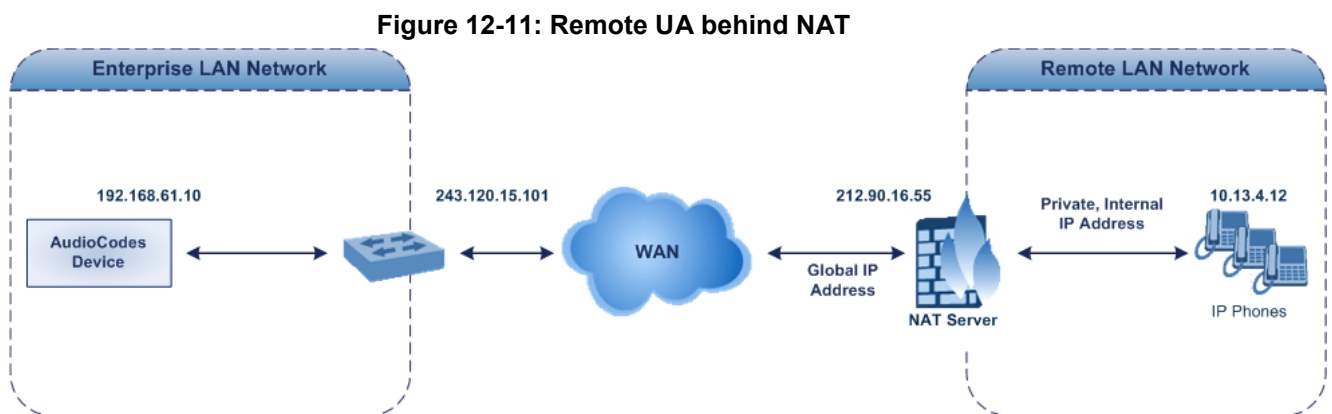 Figure 12-11: Remote UA behind NAT
Enterprise LAN Network
Remote LAN Network
192.168.61.10
243.120.15.101
212.90.16.55
10.13.4.12
AudioCodes
Device
WAN
Global IP
Address
Private, Internal
IP Address
NAT Server
IP Phones